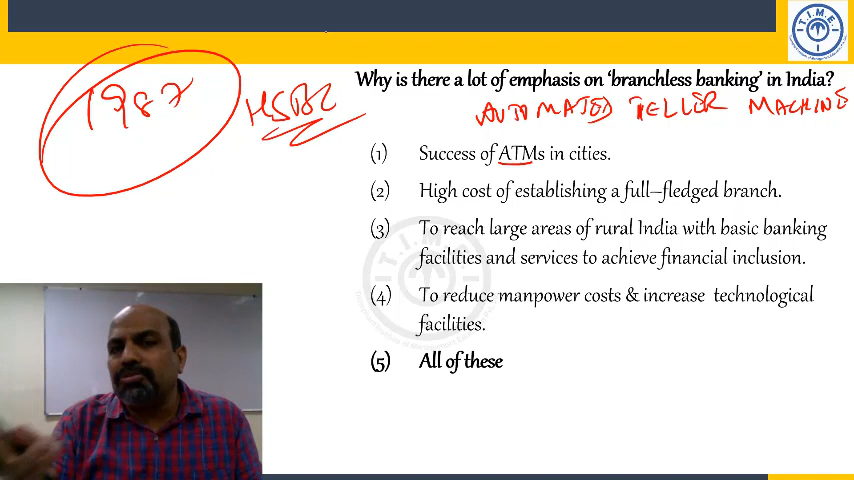 T.I.M.E.
Why is there a lot of emphasis on 'branchless banking' in India?
1987
HSBC
AUTOMATED TELLER MACHINE
(1) Success of ATMs in cities.
(2) High cost of establishing a full–fledged branch.
(3) To reach large areas of rural India with basic banking
facilities and services to achieve financial inclusion.
(4) To reduce manpower costs & increase technological
facilities.
(5) All of these